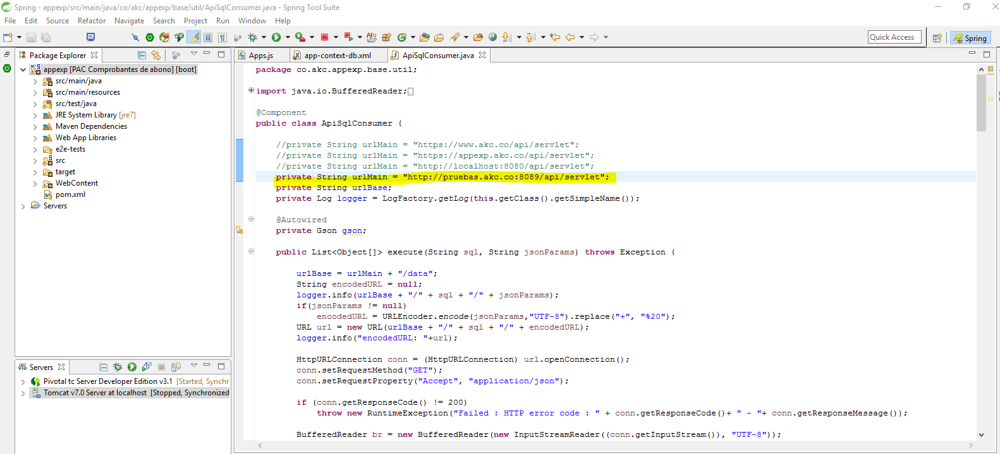 Spring - appexp/src/main/java/co/akc/appexp/base/util/ApiSqlConsumer.java - Spring Tool Suite
File Edit Source Refactor Navigate Search Project Run Window Help
Quick Access
Spring
Package Explorer
appexp [PAC Comprobantes de abono] [boot]
src/main/java
src/main/resources
src/test/java
JRE System Library [jre7]
Maven Dependencies
Web App Libraries
e2e-tests
src
target
WebContent
pom.xml
Servers
Servers
Pivotal tc Server Developer Edition v3.1 [Started, Synchr
Tomcat v7.0 Server at localhost [Stopped, Synchronized
Apps.js app-context-db.xml ApiSqlConsumer.java
package co.akc.appexp.base.util;
import java.io.BufferedReader;
@Component
public class ApiSqlConsumer {
//private String urlMain = "https://www.akc.co/api/servlet";
//private String urlMain = "https://appexp.akc.co/api/servlet";
//private String urlMain = "http://localhost:8080/api/servlet";
private String urlMain = "http://pruebas.akc.co:8089/api/servlet";
private String urlBase;
private Log logger = LogFactory.getLog(this.getClass().getSimpleName());
@Autowired
private Gson gson;
public List<Object[]> execute(String sql, String jsonParams) throws Exception {
urlBase = urlMain + "/data";
String encodedURL = null;
logger.info(urlBase + "/" + sql + "/" + jsonParams);
if(jsonParams != null)
encodedURL = URLEncoder.encode(jsonParams,"UTF-8").replace("+", "%20");
URL url = new URL(urlBase + "/" + sql + "/" + encodedURL);
logger.info("encodedURL: "+url);
HttpURLConnection conn = (HttpURLConnection) url.openConnection();
conn.setRequestMethod("GET");
conn.setRequestProperty("Accept", "application/json");
if (conn.getResponseCode() != 200)
throw new RuntimeException("Failed : HTTP error code : " + conn.getResponseCode()+ " - "+ conn.getResponseMessage());
BufferedReader br = new BufferedReader(new InputStreamReader((conn.getInputStream()), "UTF-8"));